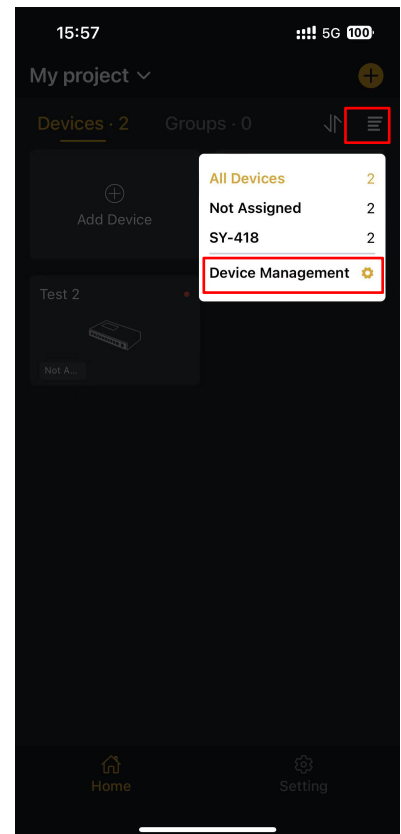 15:57
5G 100
My project
Devices · 2 Groups · 0
All Devices 2
Not Assigned 2
SY-418 2
Device Management
Add Device
Test 2
Not A...
Home
Setting